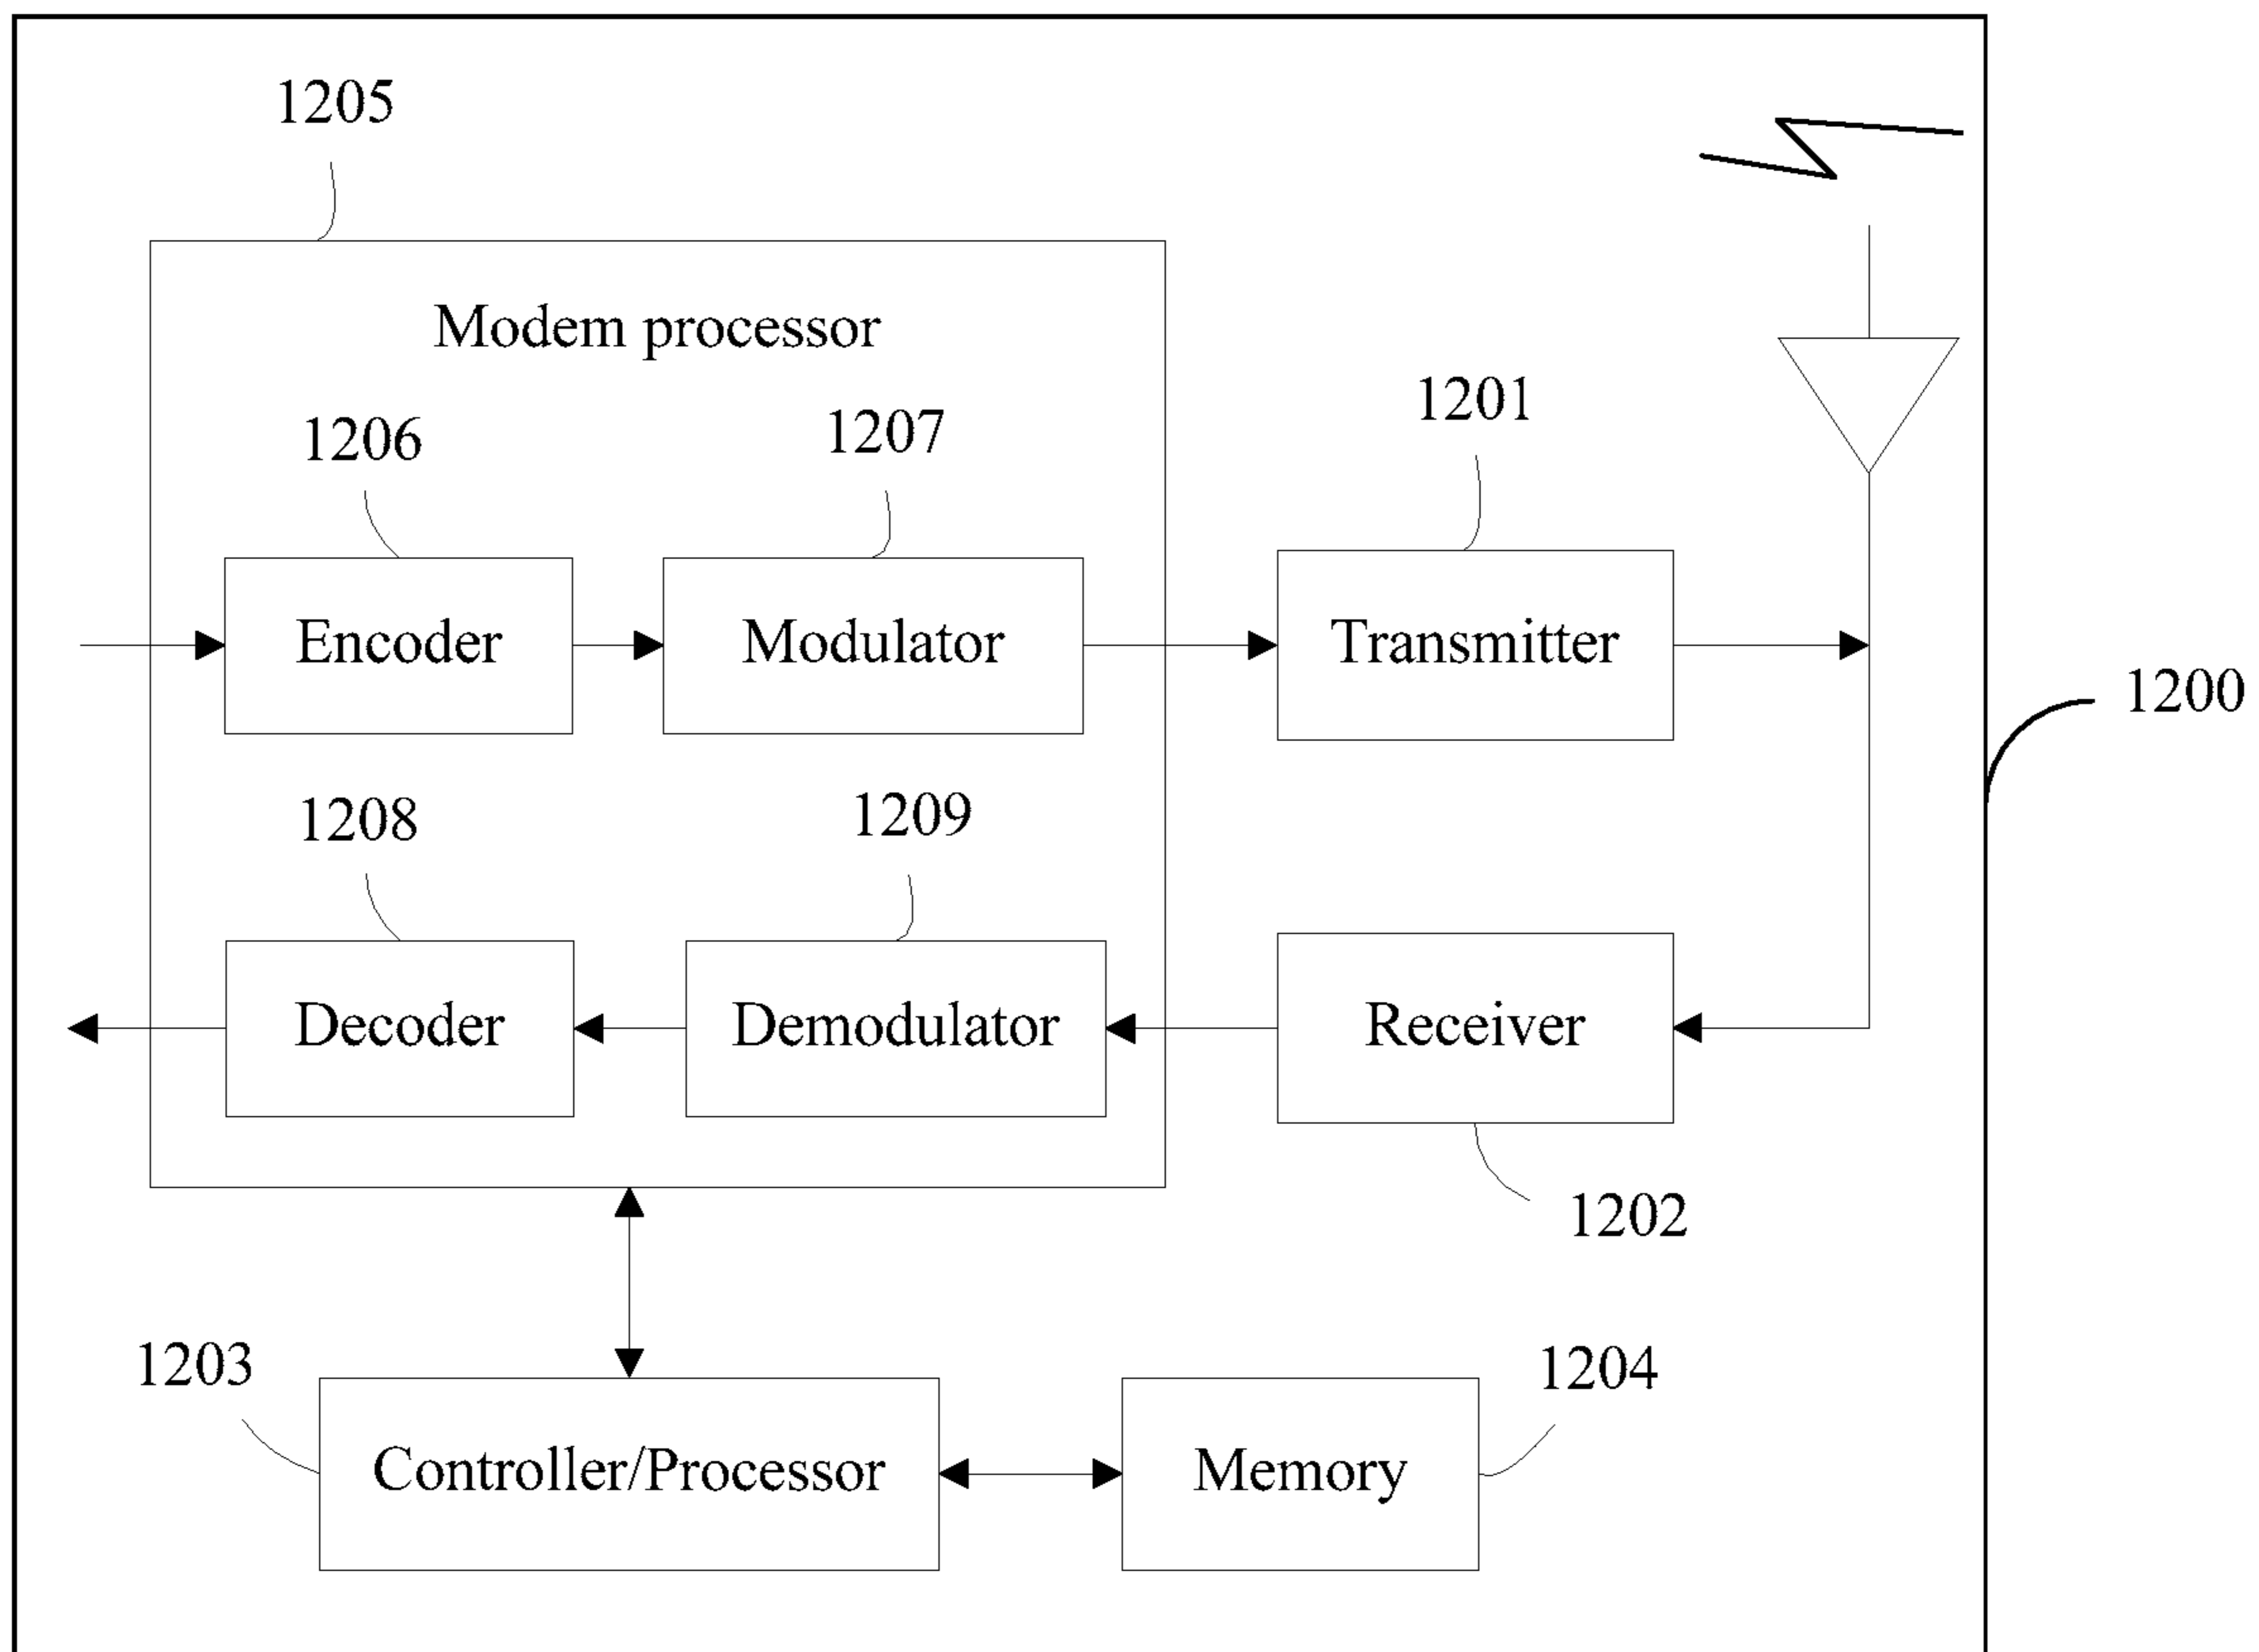 1205
Modem processor
1206
1207
1201
Encoder
Modulator
Transmitter
1200
1208
1209
Decoder
Demodulator
Receiver
1202
1203
1204
Controller/Processor
Memory